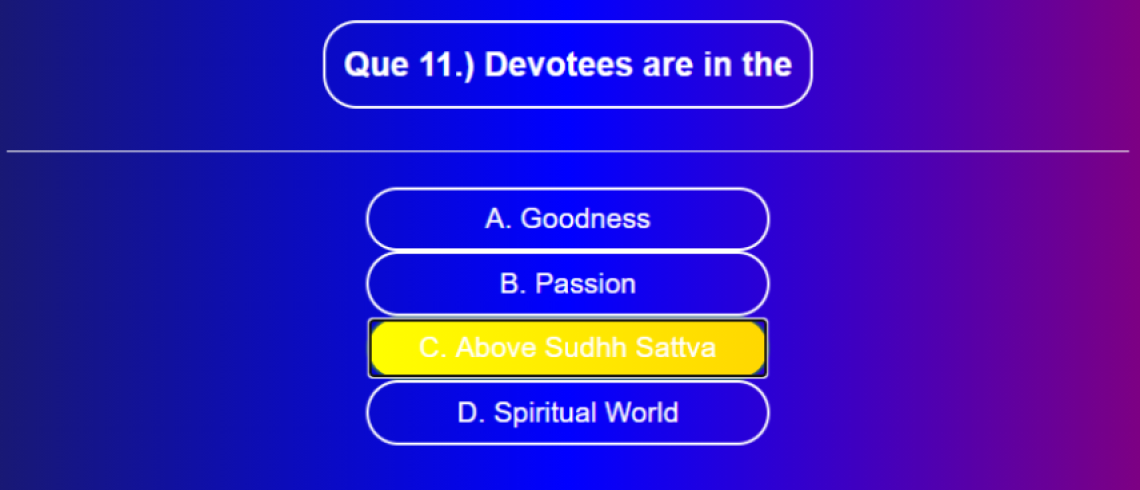 Que 11.) Devotees are in the
A. Goodness
B. Passion
C. Above Sudhh Sattva
D. Spiritual World